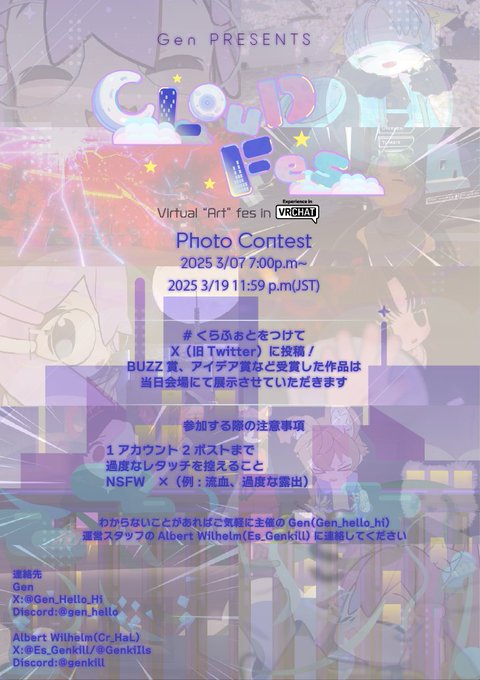 Gen PRESENTS
CLOUD
Fes
VIrtual "Art" fes in Experience in VRCHAT
Photo Contest
2025 3/07 7:00p.m~
2025 3/19 11:59 p.m(JST)
# くらふぉとをつけて
X（旧 Twitter）に投稿！
BUZZ 賞、アイデア賞など受賞した作品は
当日会場にて展示させていただきます
参加する際の注意事項
1 アカウント 2 ポストまで
過度なレタッチを控えること
NSFW ×（例：流血、過度な露出）
わからないことがあればご気軽に主催の Gen(Gen_hello_hi)
運営スタッフの Albert Wilhelm(Es_Genkill) に連絡してください
連絡先
Gen
X:@Gen_Hello_Hi
Discord:@gen_hello
Albert Wilhelm(Cr_HaL)
X:@Es_Genkill/@GenkiIls
Discord:@genkill